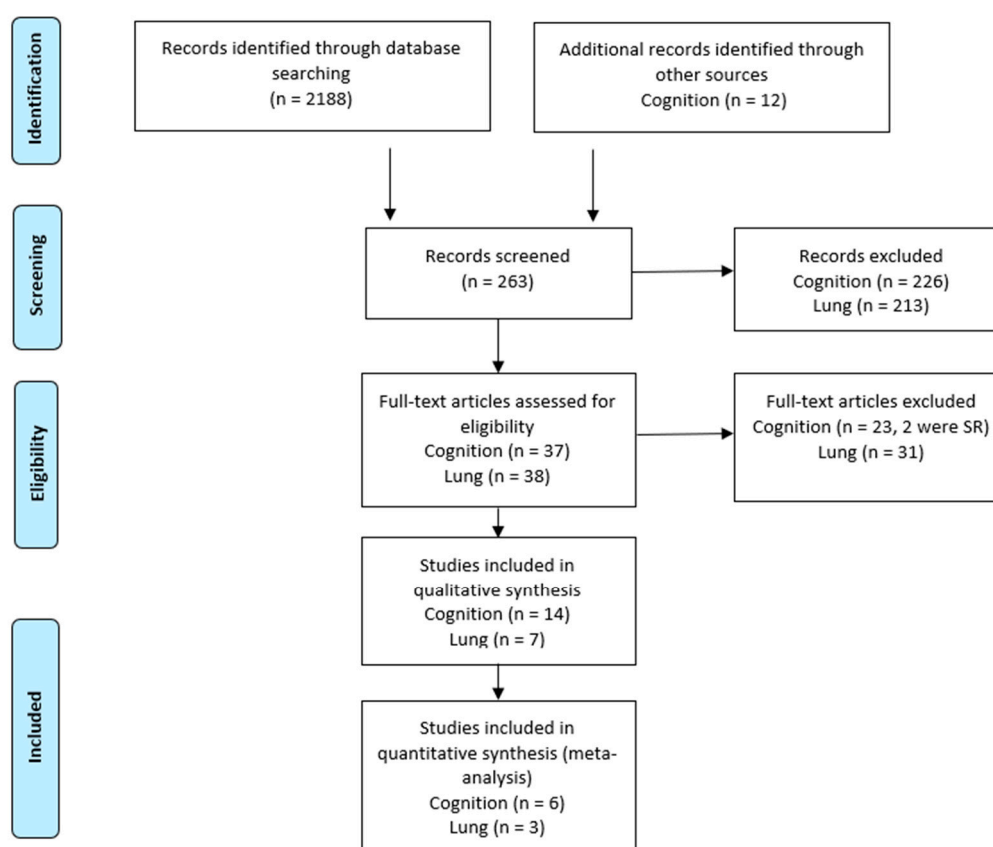 Identification
Records identified through database
searching
(n = 2188)
Additional records identified through
other sources
Cognition (n = 12)
Screening
Records screened
(n = 263)
Records excluded
Cognition (n = 226)
Lung (n = 213)
Eligibility
Full-text articles assessed for
eligibility
Cognition (n = 37)
Lung (n = 38)
Full-text articles excluded
Cognition (n = 23, 2 were SR)
Lung (n = 31)
Studies included in
qualitative synthesis
Cognition (n = 14)
Lung (n = 7)
Included
Studies included in
quantitative synthesis (meta-
analysis)
Cognition (n = 6)
Lung (n = 3)